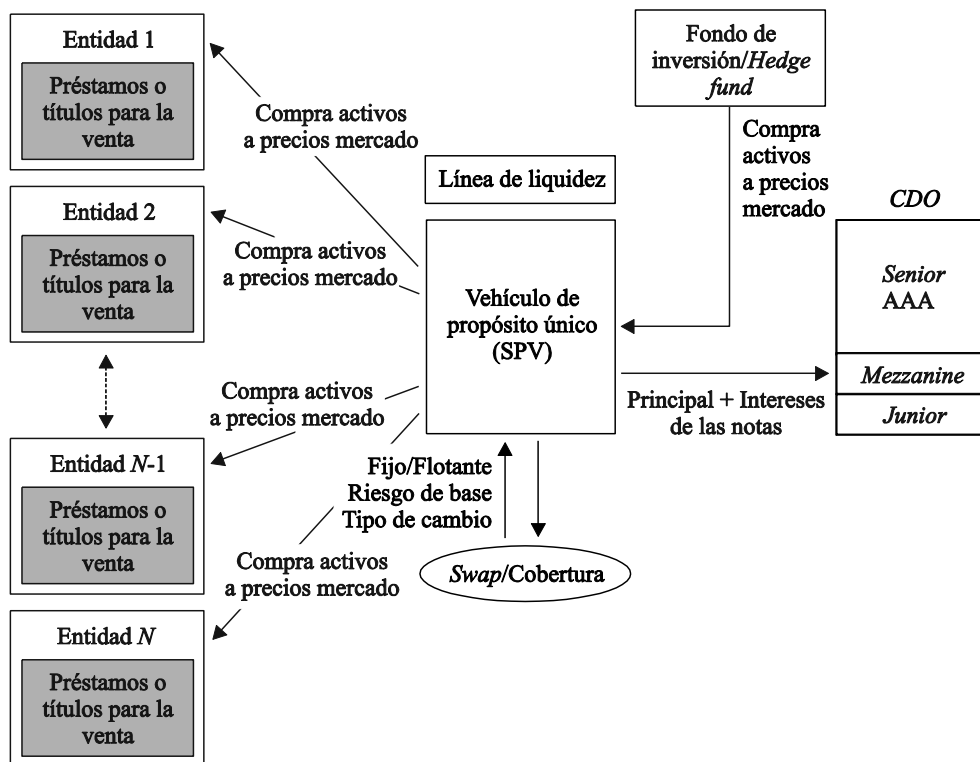 Entidad 1
Préstamos o
títulos para la
venta
Compra activos
a precios mercado
Entidad 2
Préstamos o
títulos para la
venta
Compra activos
a precios mercado
Entidad N-1
Préstamos o
títulos para la
venta
Compra activos
a precios mercado
Entidad N
Préstamos o
títulos para la
venta
Compra activos
a precios mercado
Línea de liquidez
Vehículo de
propósito único
(SPV)
Fijo/Flotante
Riesgo de base
Tipo de cambio
Swap/Cobertura
Fondo de
inversión/Hedge
fund
Compra
activos
a precios
mercado
Principal + Intereses
de las notas
CDO
Senior
AAA
Mezzanine
Junior